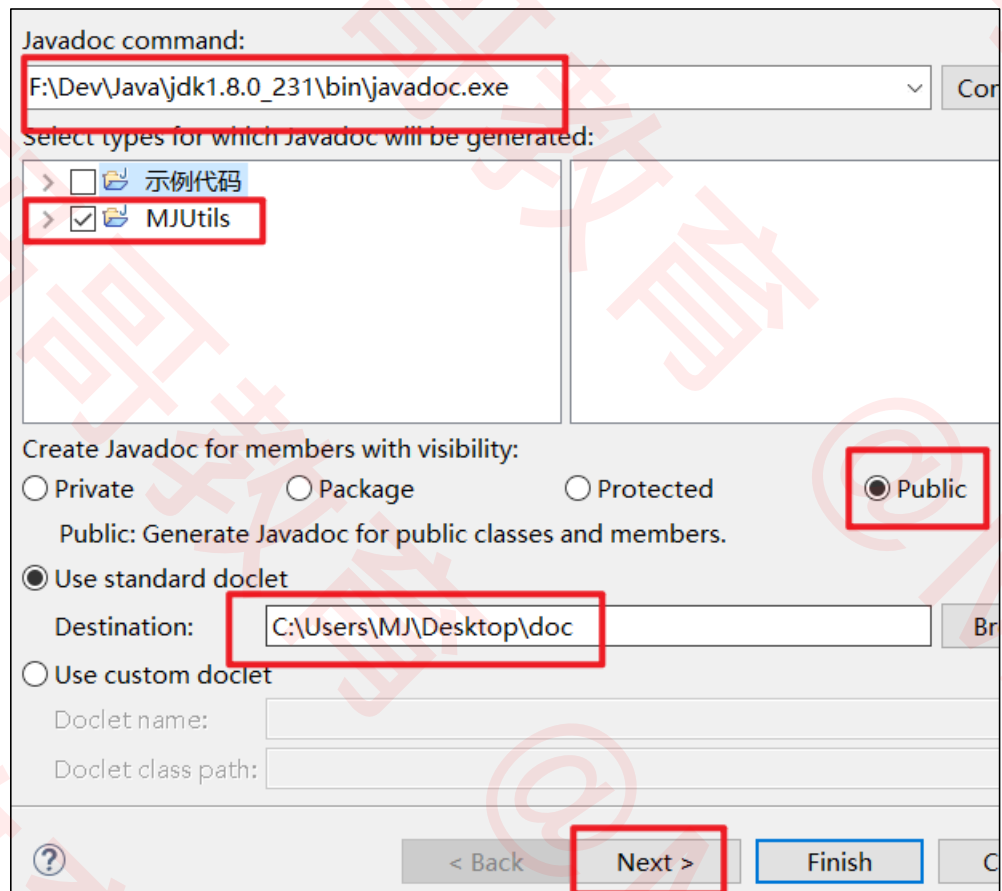 Javadoc command:
F:\Dev\Java\jdk1.8.0_231\bin\javadoc.exe
Con
Select types for which Javadoc will be generated:
示例代码
MJUtils
Create Javadoc for members with visibility:
Private Package Protected Public
Public: Generate Javadoc for public classes and members.
Use standard doclet
Destination: C:\Users\MJ\Desktop\doc Br
Use custom doclet
Doclet name:
Doclet class path:
< Back Next > Finish C